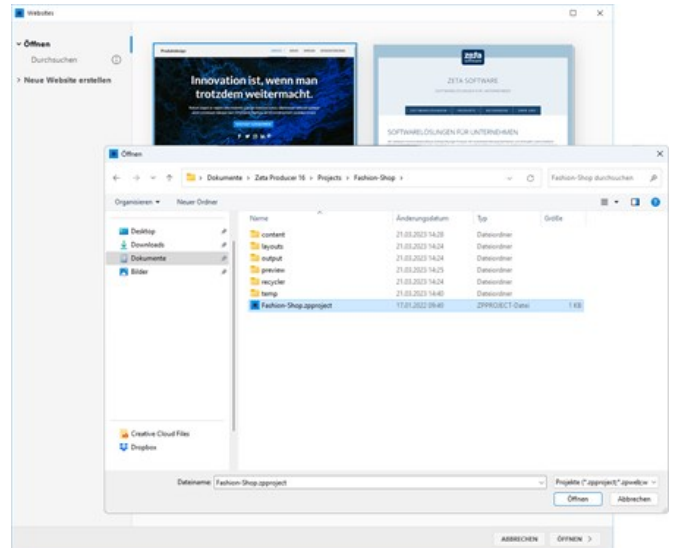 Websites
Öffnen
Durchsuchen
Neue Website erstellen
Produktdesign
Innovation ist, wenn man
trotzdem weitermacht.
zeta
ZETA SOFTWARE
SOFTWARELÖSUNGEN FÜR UNTERNEHMEN
Öffnen
Dokumente > Zeta Producer 16 > Projects > Fashion-Shop >
Fashion-Shop durchsuchen
Organisieren
Neuer Ordner
Name Änderungsdatum Typ Größe
Desktop
Downloads
Dokumente
Bilder
content 21.03.2023 14:28 Dateiordner
layouts 21.03.2023 14:24 Dateiordner
output 21.03.2023 14:24 Dateiordner
preview 21.03.2023 14:25 Dateiordner
recycler 21.03.2023 14:24 Dateiordner
temp 21.03.2023 14:40 Dateiordner
Fashion-Shop.zpproject 17.01.2022 09:40 ZPPROJECT-Datei 1 KB
Creative Cloud Files
Dropbox
Dateiname: Fashion-Shop.zpproject
Projekte (*.zpproject;*.zpwebcw
Öffnen Abbrechen
ABBRECHEN ÖFFNEN >